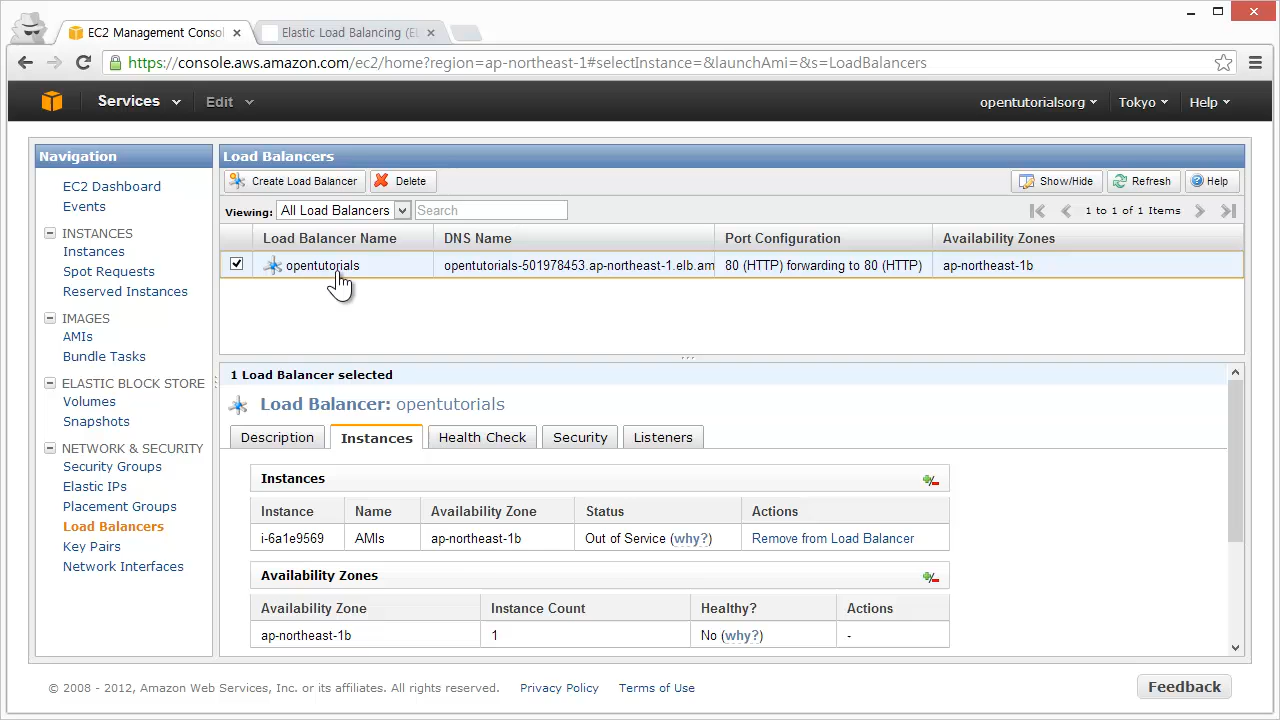 EC2 Management Consol
Elastic Load Balancing (EL
https://console.aws.amazon.com/ec2/home?region=ap-northeast-1#selectInstance=&launchAmi=&s=LoadBalancers
Services Edit opentutorialsorg Tokyo Help
Navigation
EC2 Dashboard
Events
INSTANCES
Instances
Spot Requests
Reserved Instances
IMAGES
AMIs
Bundle Tasks
ELASTIC BLOCK STORE
Volumes
Snapshots
NETWORK & SECURITY
Security Groups
Elastic IPs
Placement Groups
Load Balancers
Key Pairs
Network Interfaces
Load Balancers
Create Load Balancer Delete Show/Hide Refresh Help
Viewing: All Load Balancers Search 1 to 1 of 1 Items
Load Balancer Name DNS Name Port Configuration Availability Zones
opentutorials opentutorials-501978453.ap-northeast-1.elb.am 80 (HTTP) forwarding to 80 (HTTP) ap-northeast-1b
1 Load Balancer selected
Load Balancer: opentutorials
Description Instances Health Check Security Listeners
Instances
Instance Name Availability Zone Status Actions
i-6a1e9569 AMIs ap-northeast-1b Out of Service (why?) Remove from Load Balancer
Availability Zones
Availability Zone Instance Count Healthy? Actions
ap-northeast-1b 1 No (why?) -
© 2008 - 2012, Amazon Web Services, Inc. or its affiliates. All rights reserved. Privacy Policy Terms of Use
Feedback